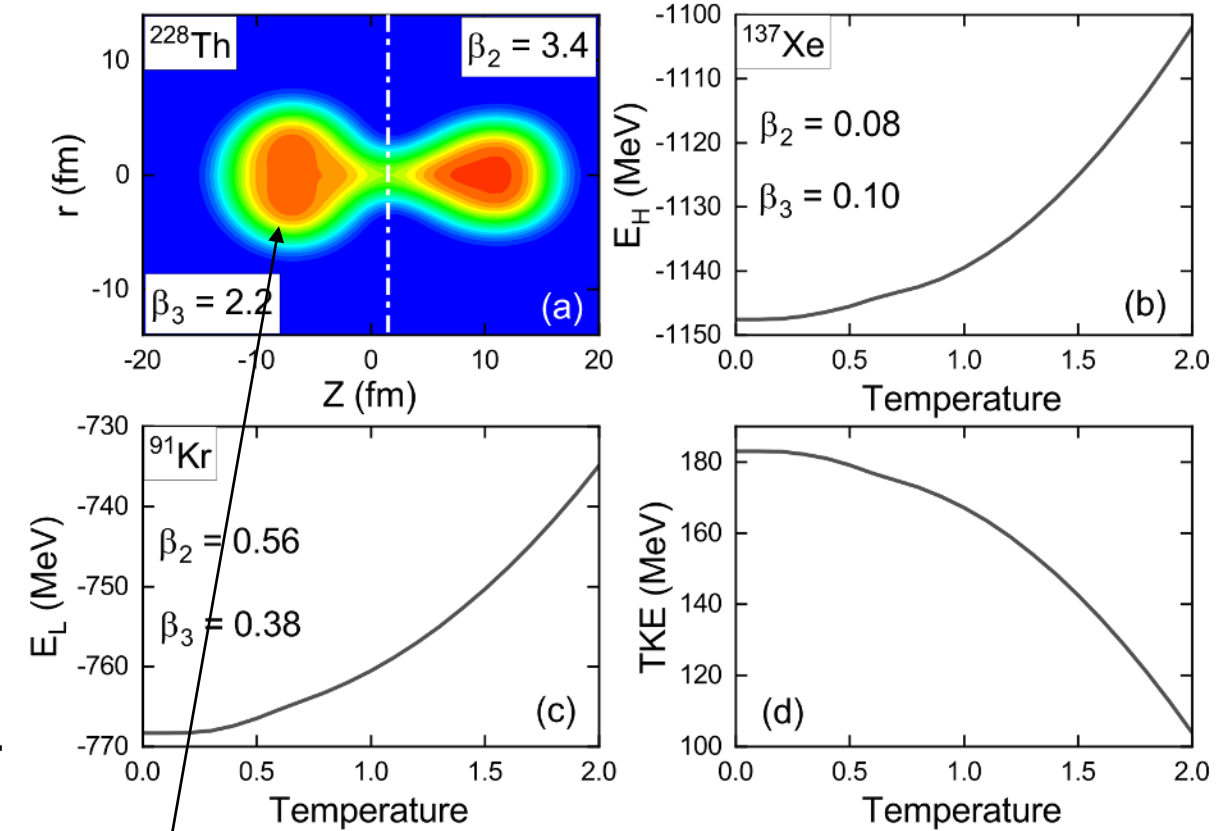 ²²⁸Th
β₂ = 3.4
β₃ = 2.2
(a)
10
0
-10
r (fm)
-20
-10
0
10
20
Z (fm)
¹³⁷Xe
β₂ = 0.08
β₃ = 0.10
(b)
-1100
-1110
-1120
-1130
-1140
-1150
E_H (MeV)
0.0
0.5
1.0
1.5
2.0
Temperature
⁹¹Kr
β₂ = 0.56
β₃ = 0.38
(c)
-730
-740
-750
-760
-770
E_L (MeV)
0.0
0.5
1.0
1.5
2.0
Temperature
(d)
180
160
140
120
100
TKE (MeV)
0.0
0.5
1.0
1.5
2.0
Temperature